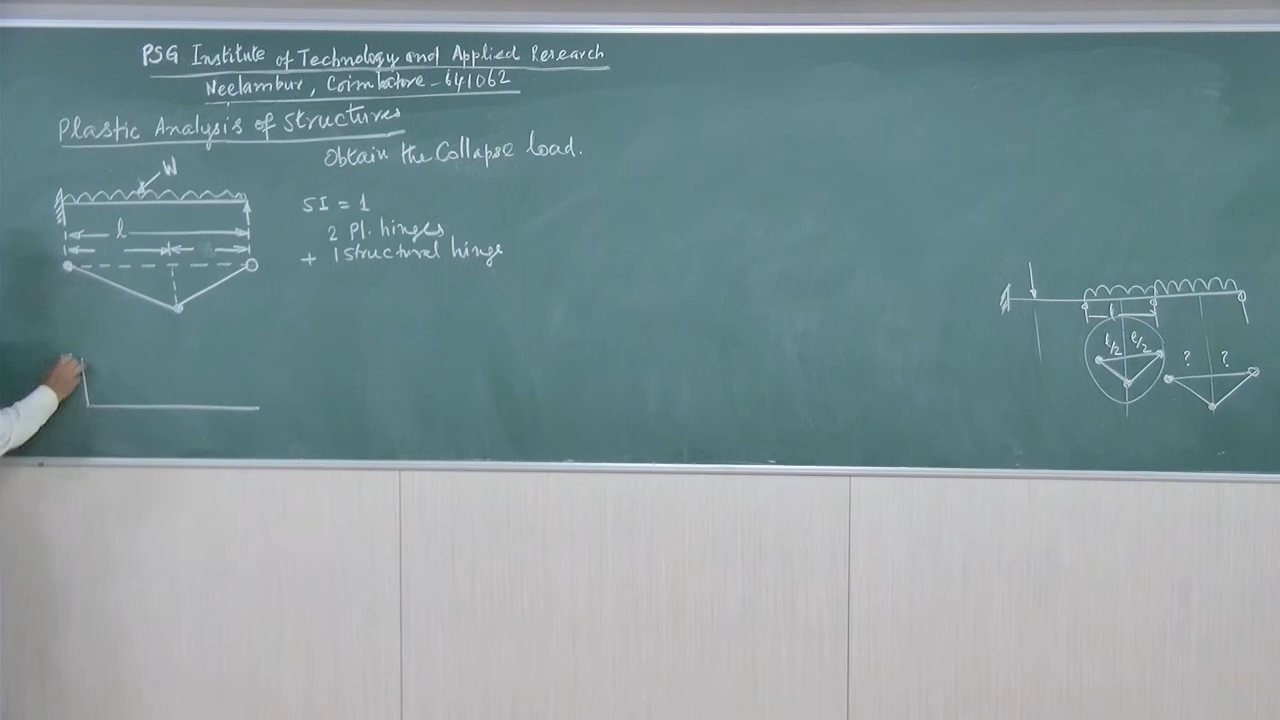 PSG Institute of Technology and Applied Research
Neelambur, Coimbatore - 641062
Plastic Analysis of Structures
Obtain the Collapse load.
W
l
SI = 1
2 Pl. hinges
+ 1 Structural hinge
l
l/2 l/2
? ?